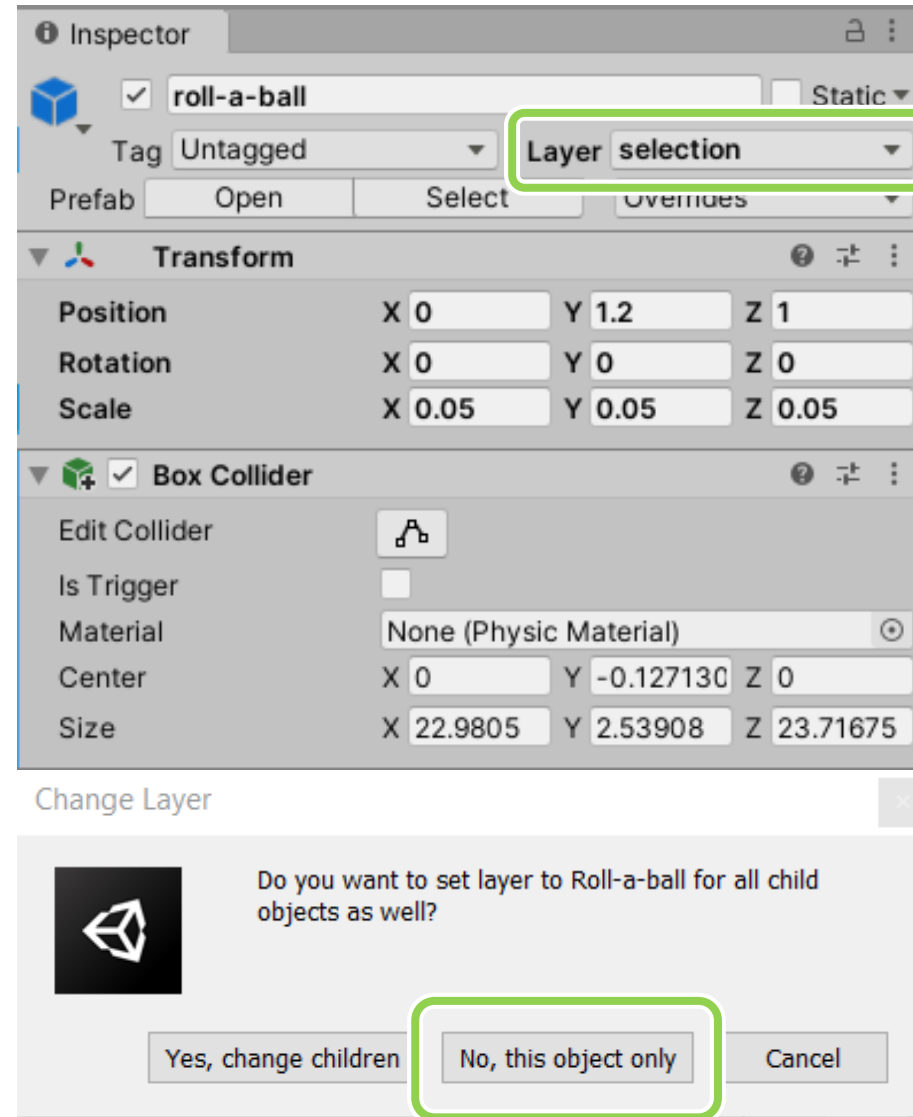 Inspector
roll-a-ball Static
Tag Untagged Layer selection
Prefab Open Select Overrides
Transform
Position X 0 Y 1.2 Z 1
Rotation X 0 Y 0 Z 0
Scale X 0.05 Y 0.05 Z 0.05
Box Collider
Edit Collider
Is Trigger
Material None (Physic Material)
Center X 0 Y -0.127130 Z 0
Size X 22.9805 Y 2.53908 Z 23.71675
Change Layer
Do you want to set layer to Roll-a-ball for all child
objects as well?
Yes, change children No, this object only Cancel